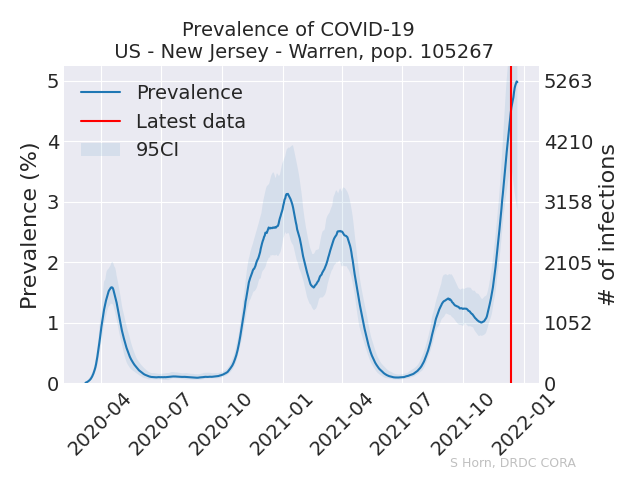 Prevalence of COVID-19
US - New Jersey - Warren, pop. 105267
Prevalence
Latest data
95CI
Prevalence (%)
5
4
3
2
1
0
5263
4210
3158
2105
1052
0
# of infections
2020-04
2020-07
2020-10
2021-01
2021-04
2021-07
2021-10
2022-01
S Horn, DRDC CORA